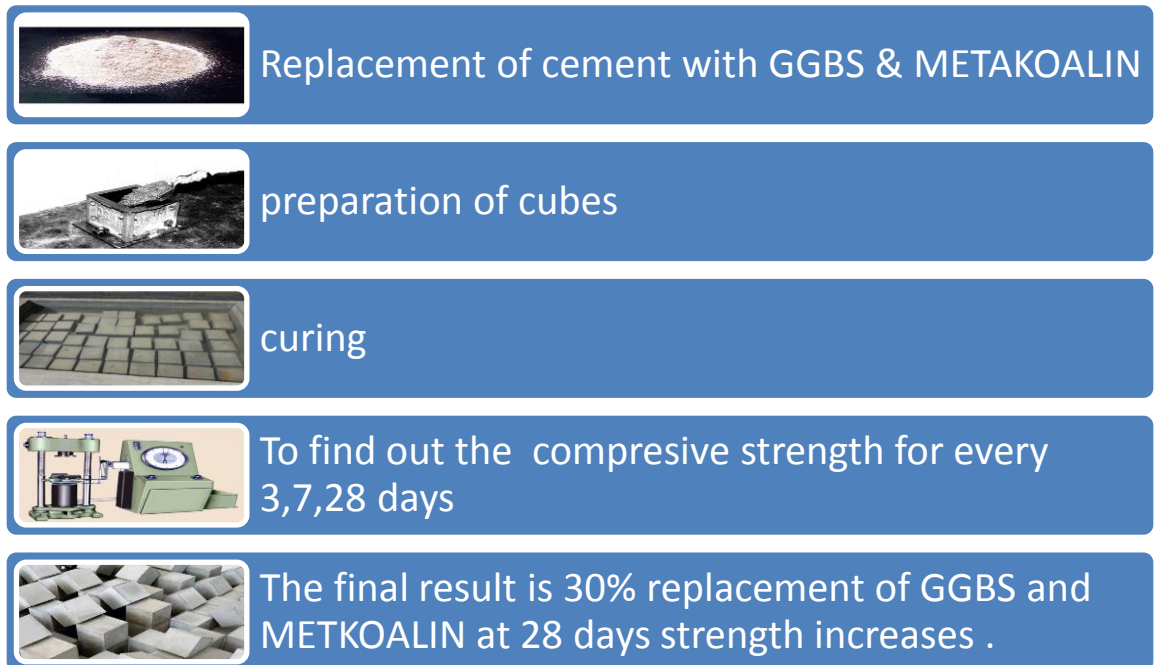 Replacement of cement with GGBS & METAKOALIN
preparation of cubes
curing
To find out the  compresive strength for every
3,7,28 days
The final result is 30% replacement of GGBS and
METKOALIN at 28 days strength increases .